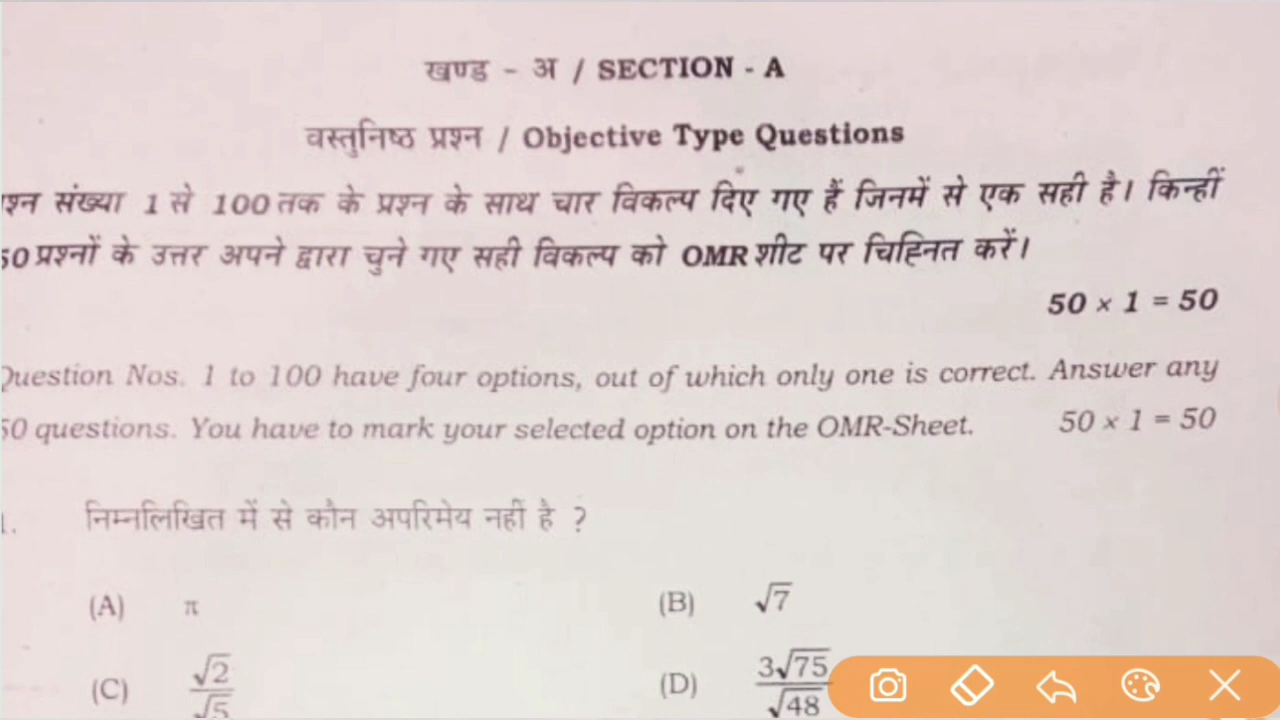 खण्ड - अ / SECTION - A
वस्तुनिष्ठ प्रश्न / Objective Type Questions
संख्या 1 से 100 तक के प्रश्न के साथ चार विकल्प दिए गए हैं जिनमें से एक सही है। किन्हीं
50 प्रश्नों के उत्तर अपने द्वारा चुने गए सही विकल्प को OMR शीट पर चिह्नित करें।
50 × 1 = 50
Question Nos. 1 to 100 have four options, out of which only one is correct. Answer any
50 questions. You have to mark your selected option on the OMR-Sheet. 50 × 1 = 50
1. निम्नलिखित में से कौन अपरिमेय नहीं है ?
(A) π (B) √7
(C) √2/√5 (D) 3√75/√48